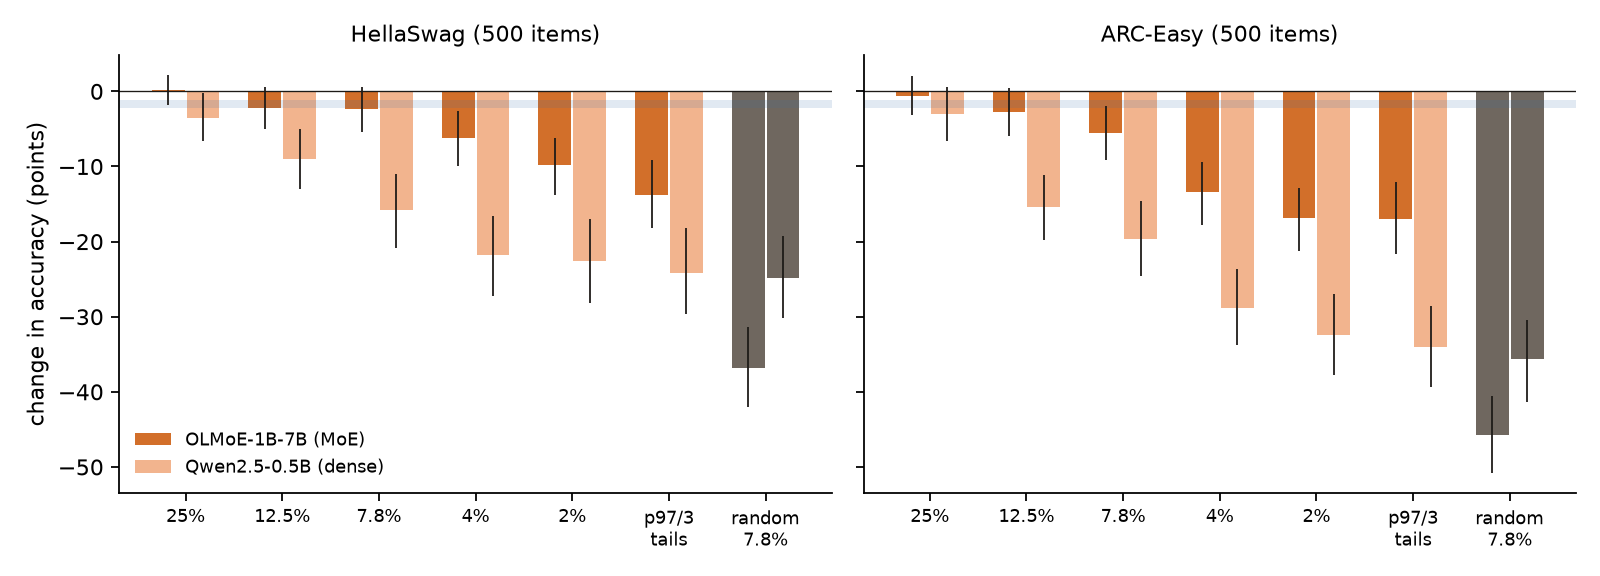 HellaSwag (500 items)
ARC-Easy (500 items)
change in accuracy (points)
0
−10
−20
−30
−40
−50
OLMoE-1B-7B (MoE)
Qwen2.5-0.5B (dense)
25%
12.5%
7.8%
4%
2%
p97/3
tails
random
7.8%
25%
12.5%
7.8%
4%
2%
p97/3
tails
random
7.8%